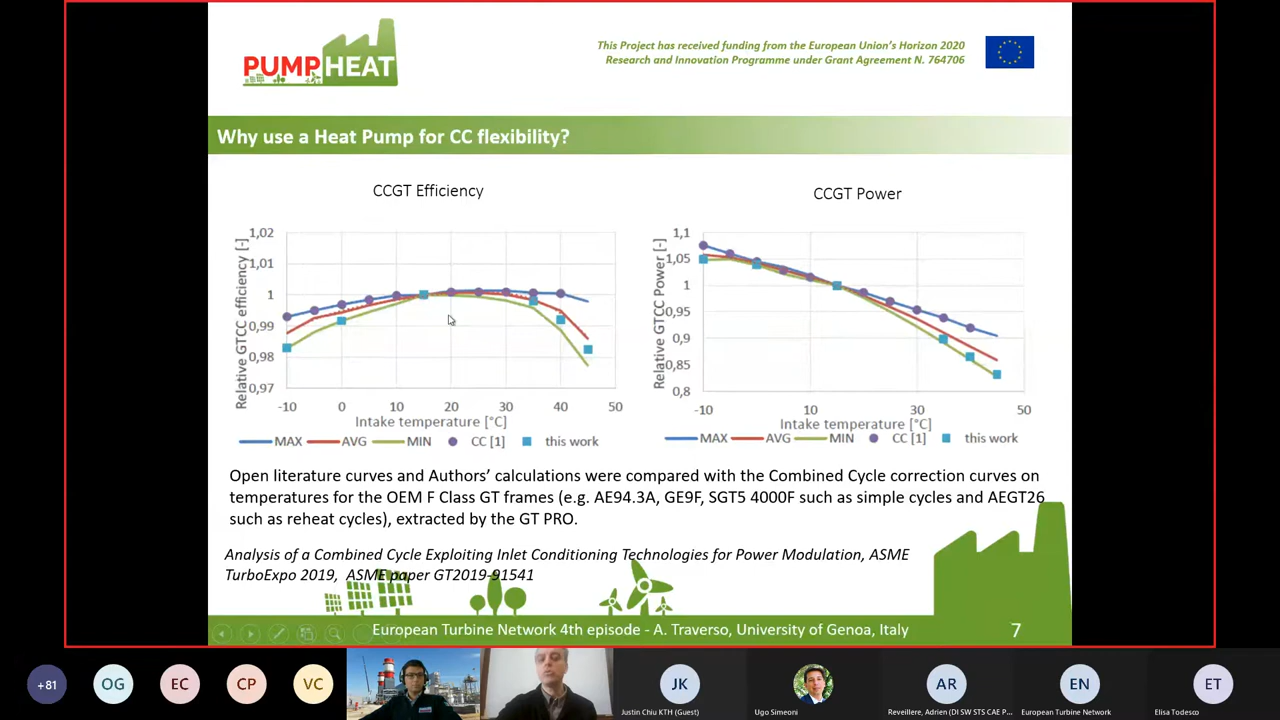 PUMPHEAT
This Project has received funding from the European Union's Horizon 2020
Research and Innovation Programme under Grant Agreement N. 764706
Why use a Heat Pump for CC flexibility?
CCGT Efficiency
Relative GTCC efficiency [-]
1,02
1,01
1
0,99
0,98
0,97
-10 0 10 20 30 40 50
Intake temperature [°C]
MAX AVG MIN CC [1] this work
CCGT Power
Relative GTCC Power [-]
1,1
1,05
1
0,95
0,9
0,85
0,8
-10 10 30 50
Intake temperature [°C]
MAX AVG MIN CC [1] this work
Open literature curves and Authors' calculations were compared with the Combined Cycle correction curves on
temperatures for the OEM F Class GT frames (e.g. AE94.3A, GE9F, SGT5 4000F such as simple cycles and AEGT26
such as reheat cycles), extracted by the GT PRO.
Analysis of a Combined Cycle Exploiting Inlet Conditioning Technologies for Power Modulation, ASME
TurboExpo 2019, ASME paper GT2019-91541
European Turbine Network 4th episode - A. Traverso, University of Genoa, Italy
7
+81 OG EC CP VC JK AR EN ET
Justin Chiu KTH (Guest) Ugo Simeoni Reveillere, Adrien (DI SW STS CAE P... European Turbine Network Elisa Todesco